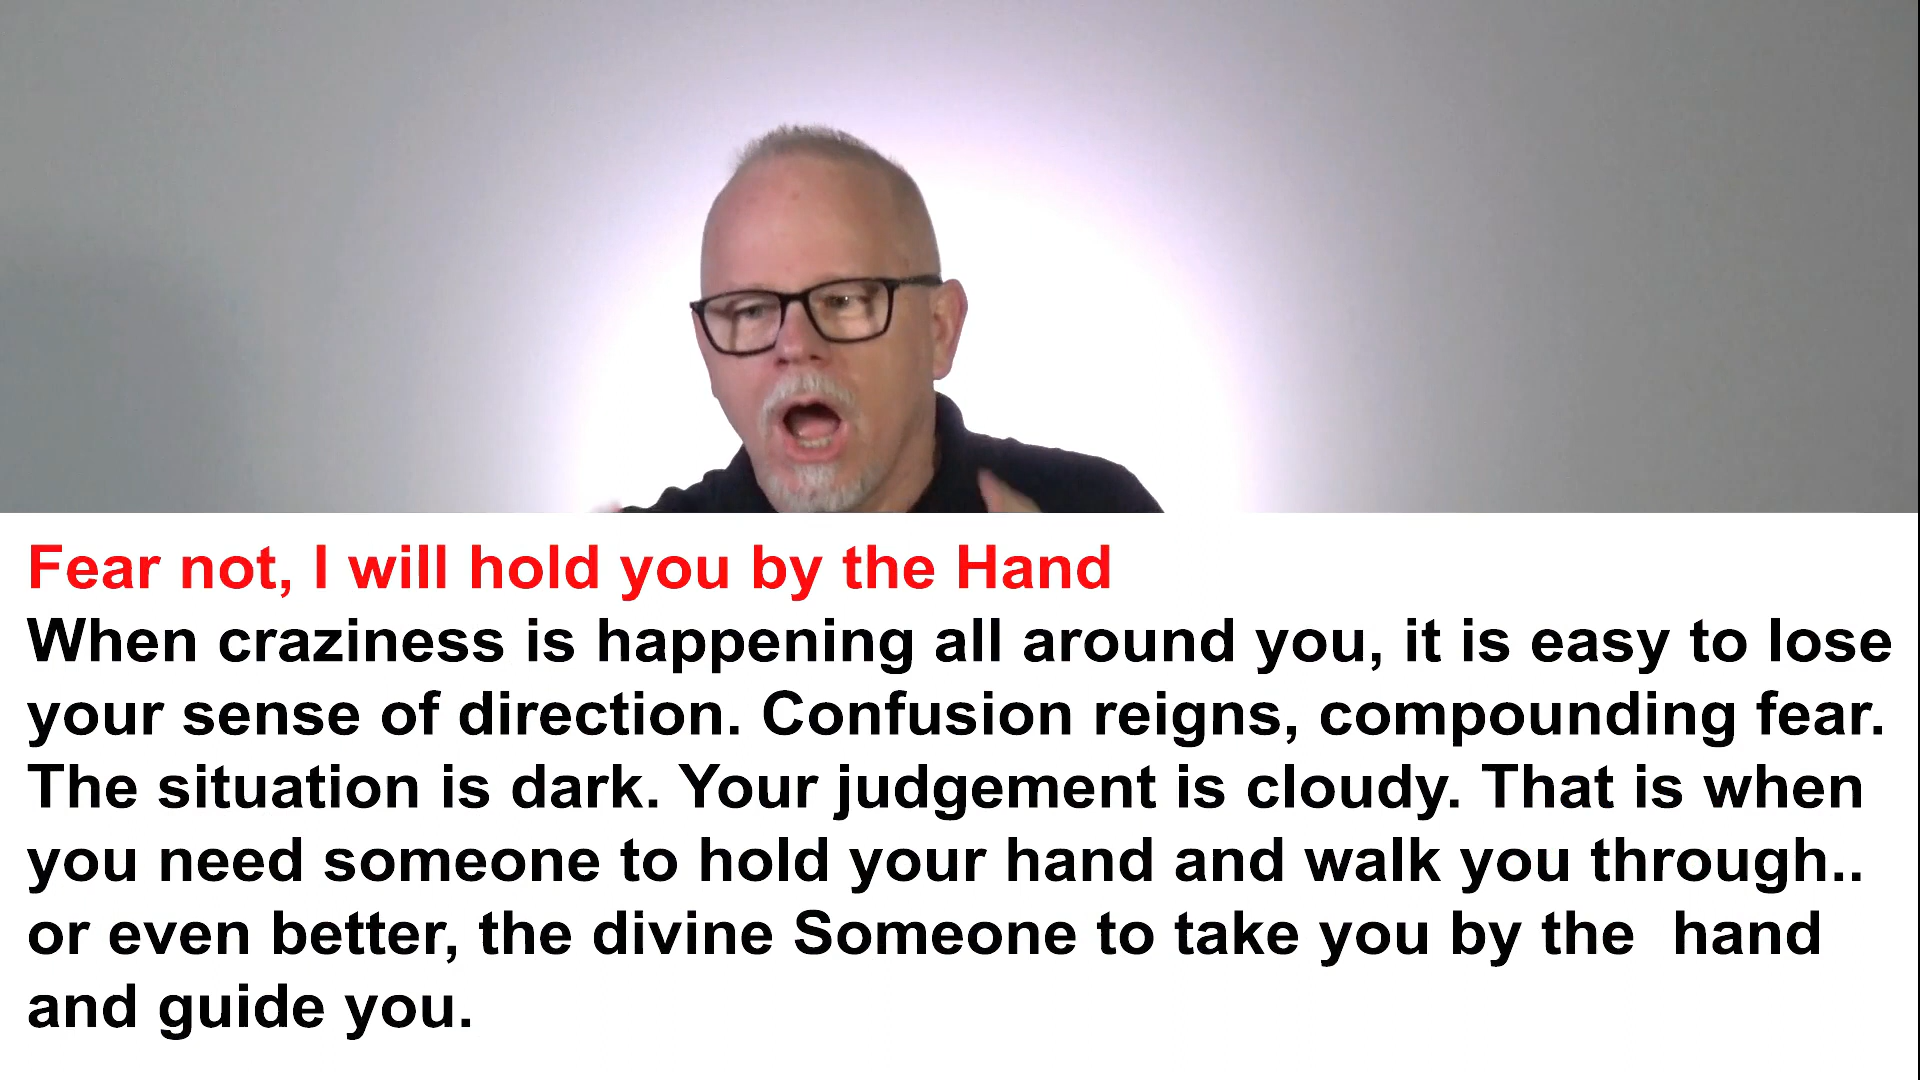 Fear not, I will hold you by the Hand
When craziness is happening all around you, it is easy to lose
your sense of direction. Confusion reigns, compounding fear.
The situation is dark. Your judgement is cloudy. That is when
you need someone to hold your hand and walk you through..
or even better, the divine Someone to take you by the  hand
and guide you.